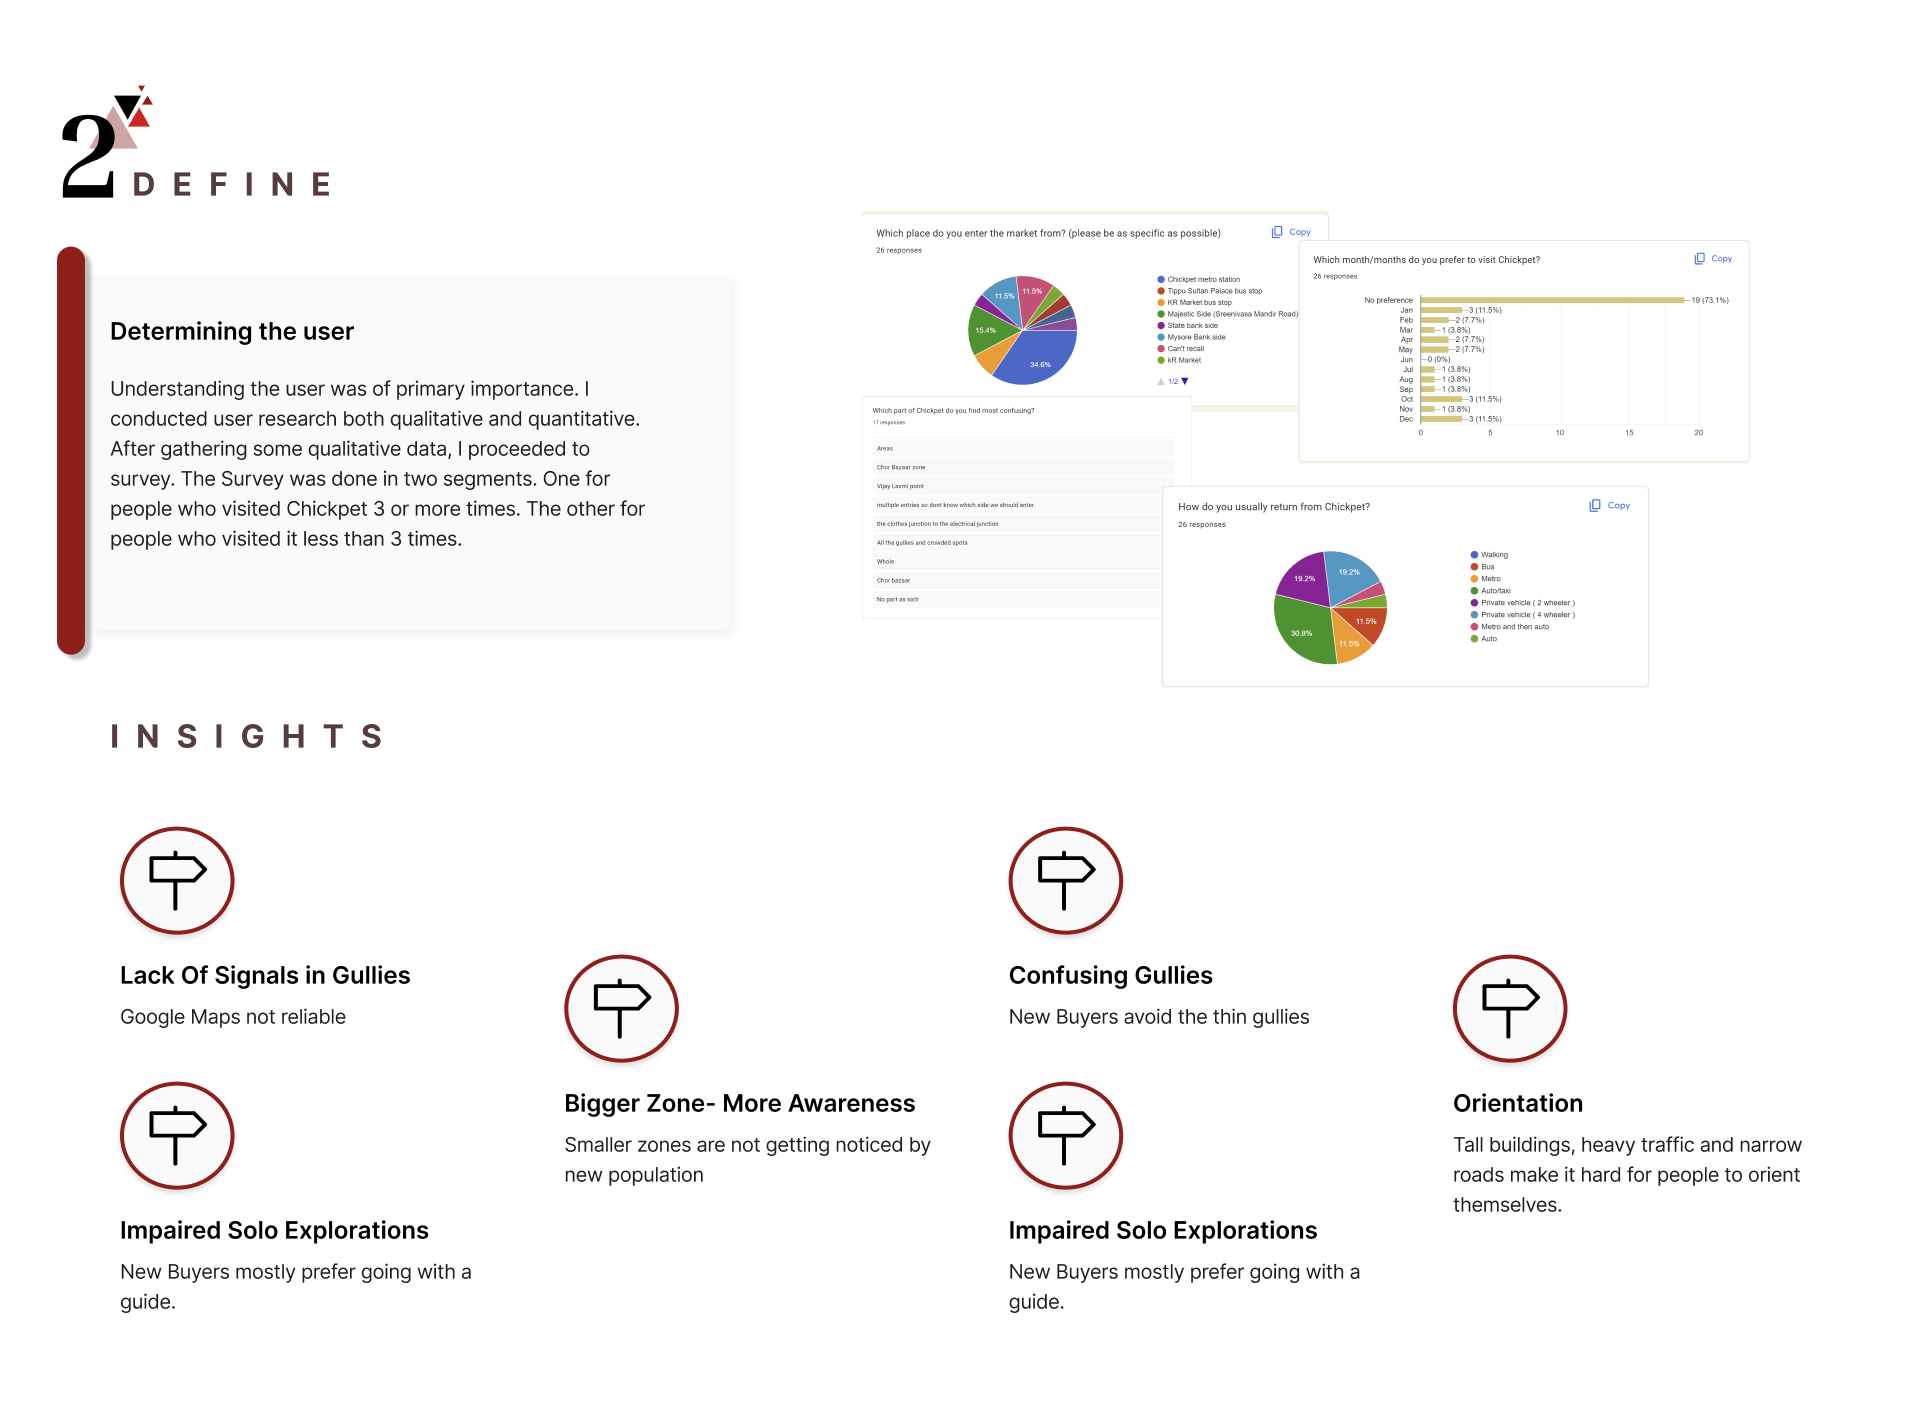 2 DEFINE
Determining the user
Understanding the user was of primary importance. I
conducted user research both qualitative and quantitative.
After gathering some qualitative data, I proceeded to
survey. The Survey was done in two segments. One for
people who visited Chickpet 3 or more times. The other for
people who visited it less than 3 times.
Which place do you enter the market from? (please be as specific as possible)
Copy
26 responses
11.5%
11.5%
15.4%
34.6%
Chickpet metro station
Tippu Sultan Palace bus stop
KR Market bus stop
Majestic Side (Sreenivasa Mandir Road)
State bank side
Mysore Bank side
Can't recall
kR Market
1/2
Which month/months do you prefer to visit Chickpet?
Copy
26 responses
No preference 19 (73.1%)
Jan 3 (11.5%)
Feb 2 (7.7%)
Mar 1 (3.8%)
Apr 2 (7.7%)
May 2 (7.7%)
Jun 0 (0%)
Jul 1 (3.8%)
Aug 1 (3.8%)
Sep 1 (3.8%)
Oct 3 (11.5%)
Nov 1 (3.8%)
Dec 3 (11.5%)
0 5 10 15 20
Which part of Chickpet do you find most confusing?
17 responses
Areas
Chor Bazaar zone
Vijay Laxmi point
multiple entries so dont know which side we should enter.
the clothes junction to the electrical junction
All the gullies and crowded spots
Whole
Chor bazaar
No part as sich
How do you usually return from Chickpet?
Copy
26 responses
19.2%
19.2%
11.5%
30.8%
11.5%
Walking
Bus
Metro
Auto/taxi
Private vehicle ( 2 wheeler )
Private vehicle ( 4 wheeler )
Metro and then auto
Auto
INSIGHTS
Lack Of Signals in Gullies
Google Maps not reliable
Bigger Zone- More Awareness
Smaller zones are not getting noticed by
new population
Impaired Solo Explorations
New Buyers mostly prefer going with a
guide.
Confusing Gullies
New Buyers avoid the thin gullies
Orientation
Tall buildings, heavy traffic and narrow
roads make it hard for people to orient
themselves.
Impaired Solo Explorations
New Buyers mostly prefer going with a
guide.